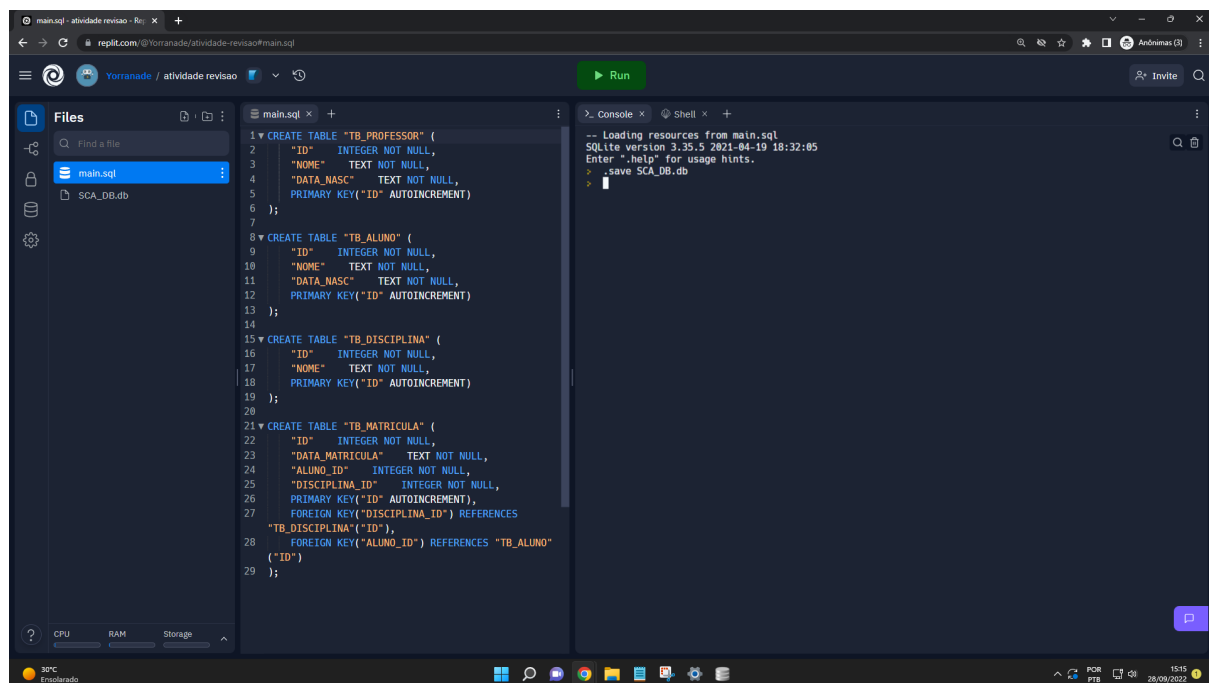 main.sql - atividade revisao - Rep
replit.com/@Yorranade/atividade-revisao#main.sql
Anônimas (3)
Yorranade / atividade revisao
Run
Invite
Files
Find a file
main.sql
SCA_DB.db
CPU RAM Storage
main.sql
1 CREATE TABLE "TB_PROFESSOR" (
2 "ID" INTEGER NOT NULL,
3 "NOME" TEXT NOT NULL,
4 "DATA_NASC" TEXT NOT NULL,
5 PRIMARY KEY("ID" AUTOINCREMENT)
6 );
7
8 CREATE TABLE "TB_ALUNO" (
9 "ID" INTEGER NOT NULL,
10 "NOME" TEXT NOT NULL,
11 "DATA_NASC" TEXT NOT NULL,
12 PRIMARY KEY("ID" AUTOINCREMENT)
13 );
14
15 CREATE TABLE "TB_DISCIPLINA" (
16 "ID" INTEGER NOT NULL,
17 "NOME" TEXT NOT NULL,
18 PRIMARY KEY("ID" AUTOINCREMENT)
19 );
20
21 CREATE TABLE "TB_MATRICULA" (
22 "ID" INTEGER NOT NULL,
23 "DATA_MATRICULA" TEXT NOT NULL,
24 "ALUNO_ID" INTEGER NOT NULL,
25 "DISCIPLINA_ID" INTEGER NOT NULL,
26 PRIMARY KEY("ID" AUTOINCREMENT),
27 FOREIGN KEY("DISCIPLINA_ID") REFERENCES
"TB_DISCIPLINA"("ID"),
28 FOREIGN KEY("ALUNO_ID") REFERENCES "TB_ALUNO"
("ID")
29 );
Console Shell
-- Loading resources from main.sql
SQLite version 3.35.5 2021-04-19 18:32:05
Enter ".help" for usage hints.
> .save SCA_DB.db
>
30°C
Ensolarado
POR
PTB
15:15
28/09/2022
1